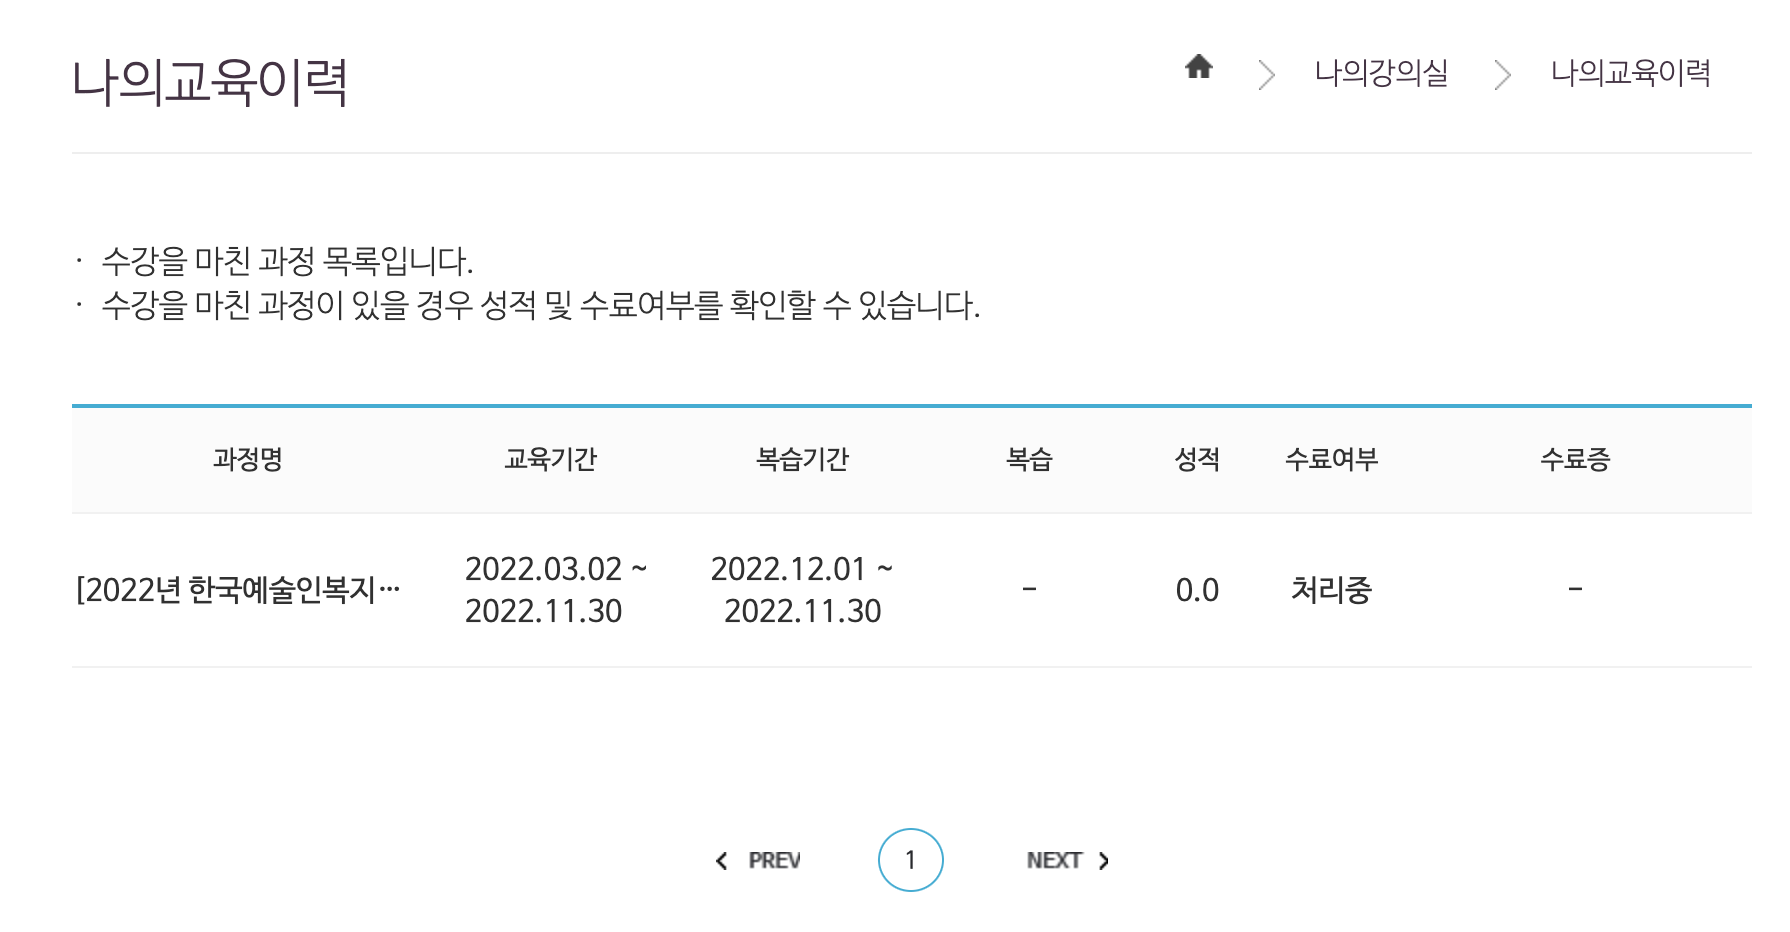 나의교육이력
나의강의실
나의교육이력
· 수강을 마친 과정 목록입니다.
· 수강을 마친 과정이 있을 경우 성적 및 수료여부를 확인할 수 있습니다.
과정명 교육기간 복습기간 복습 성적 수료여부 수료증
[2022년 한국예술인복지…
2022.03.02 ~
2022.11.30
2022.12.01 ~
2022.11.30
-
0.0
처리중
-
PREV 1 NEXT